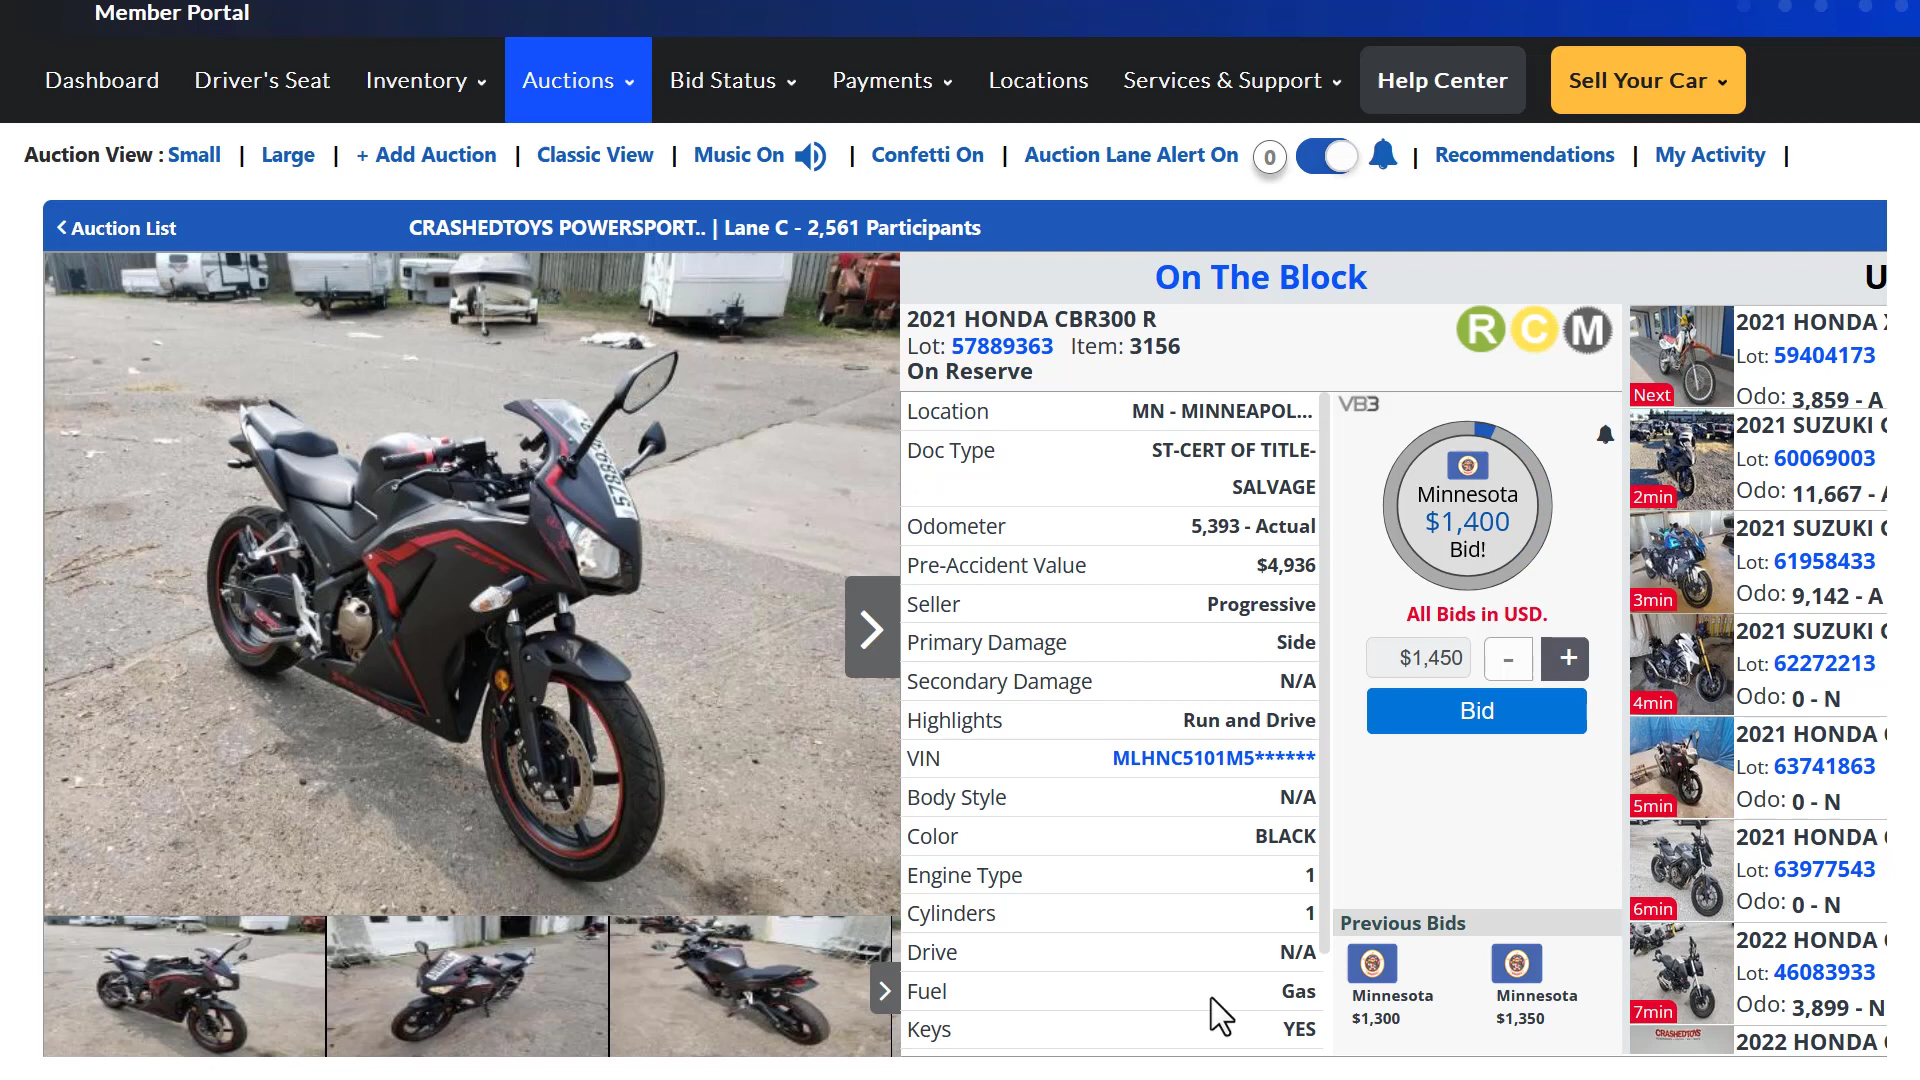 Member Portal
Dashboard Driver's Seat Inventory Auctions Bid Status Payments Locations Services & Support Help Center Sell Your Car
Auction View : Small | Large | + Add Auction | Classic View | Music On | Confetti On | Auction Lane Alert On 0 | Recommendations | My Activity |
Auction List CRASHEDTOYS POWERSPORT.. | Lane C - 2,561 Participants
On The Block
2021 HONDA CBR300 R
Lot: 57889363 Item: 3156
On Reserve
R C M
Location MN - MINNEAPOL...
Doc Type ST-CERT OF TITLE-
SALVAGE
Odometer 5,393 - Actual
Pre-Accident Value $4,936
Seller Progressive
Primary Damage Side
Secondary Damage N/A
Highlights Run and Drive
VIN MLHNC5101M5******
Body Style N/A
Color BLACK
Engine Type 1
Cylinders 1
Drive N/A
Fuel Gas
Keys YES
VB3
Minnesota
$1,400
Bid!
All Bids in USD.
$1,450 - +
Bid
Previous Bids
Minnesota Minnesota
$1,300 $1,350
U
2021 HONDA
Lot: 59404173
Next
Odo: 3,859 - A
2021 SUZUKI
Lot: 60069003
2min
Odo: 11,667 -
2021 SUZUKI
Lot: 61958433
3min
Odo: 9,142 - A
2021 SUZUKI
Lot: 62272213
4min
Odo: 0 - N
2021 HONDA
Lot: 63741863
5min
Odo: 0 - N
2021 HONDA
Lot: 63977543
6min
Odo: 0 - N
2022 HONDA
Lot: 46083933
7min
Odo: 3,899 - N
CRASHEDTOYS
2022 HONDA